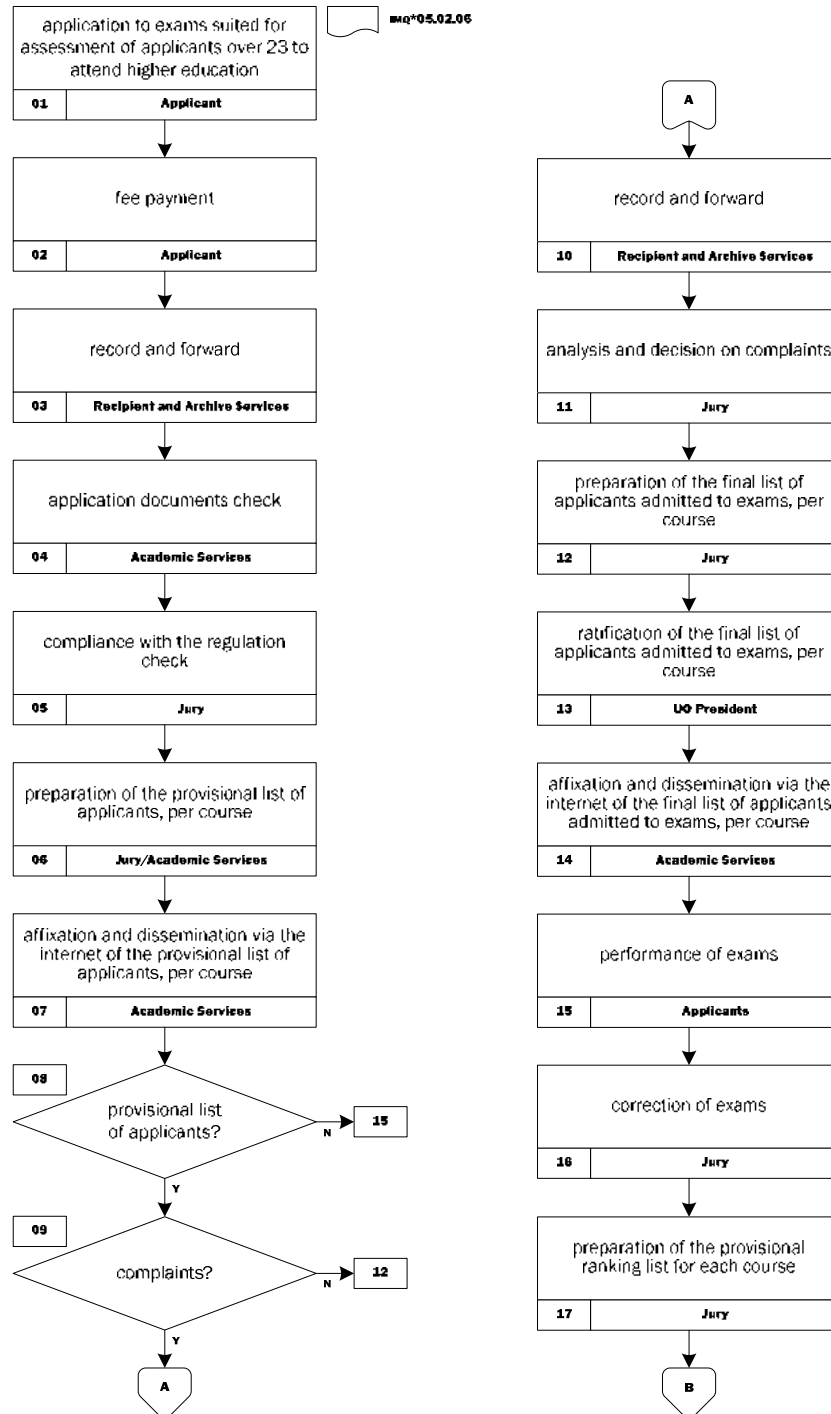 application to exams suited for
assessment of applicants over 23 to
attend higher education
01 Applicant
IMQ*05.02.06
fee payment
02 Applicant
record and forward
03 Recipient and Archive Services
application documents check
04 Academic Services
compliance with the regulation
check
05 Jury
preparation of the provisional list of
applicants, per course
06 Jury/Academic Services
affixation and dissemination via the
internet of the provisional list of
applicants, per course
07 Academic Services
08
provisional list
of applicants?
N
15
Y
09
complaints?
N
12
Y
A
A
record and forward
10 Recipient and Archive Services
analysis and decision on complaints
11 Jury
preparation of the final list of
applicants admitted to exams, per
course
12 Jury
ratification of the final list of
applicants admitted to exams, per
course
13 UO President
affixation and dissemination via the
internet of the final list of applicants
admitted to exams, per course
14 Academic Services
performance of exams
15 Applicants
correction of exams
16 Jury
preparation of the provisional
ranking list for each course
17 Jury
B